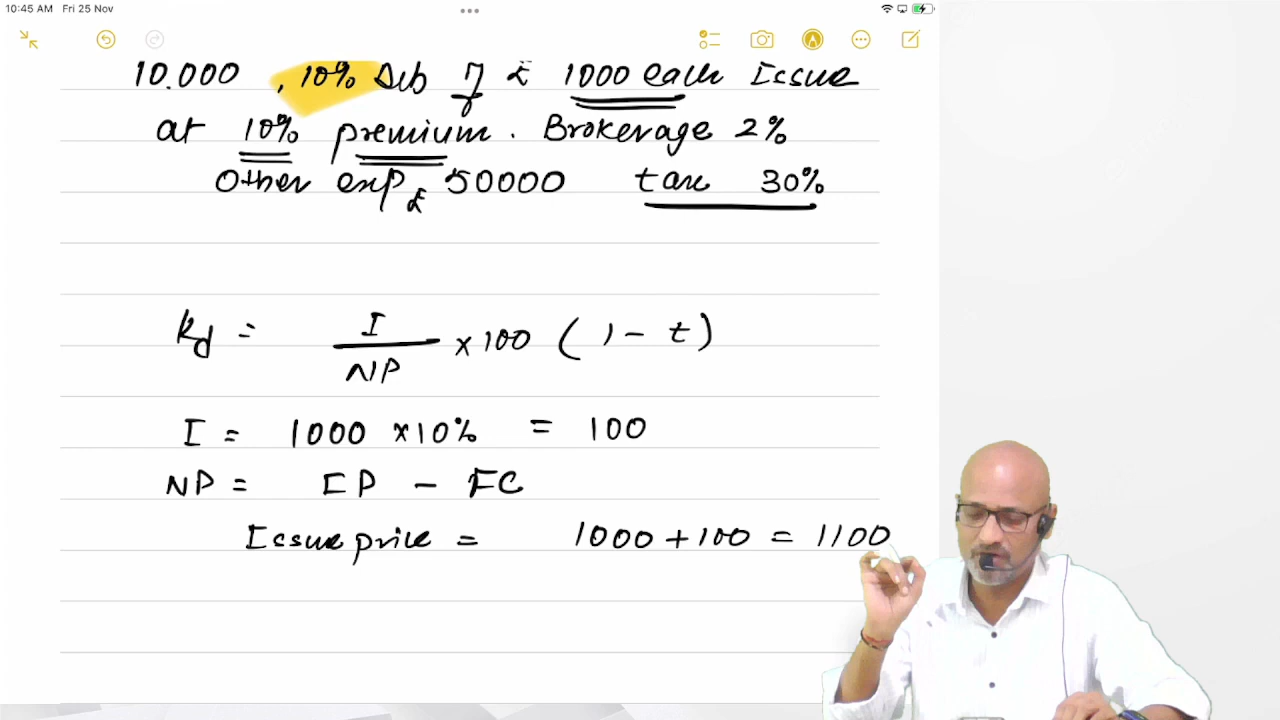 10:45 AM Fri 25 Nov
10.000 , 10% Deb of £ 1000 each Issue
at 10% premium. Brokerage 2%
Other exp £ 50000 tax 30%
Kd = I / NP × 100 ( 1 - t )
I = 1000 × 10% = 100
NP = IP - FC
Issue price = 1000 + 100 = 1100